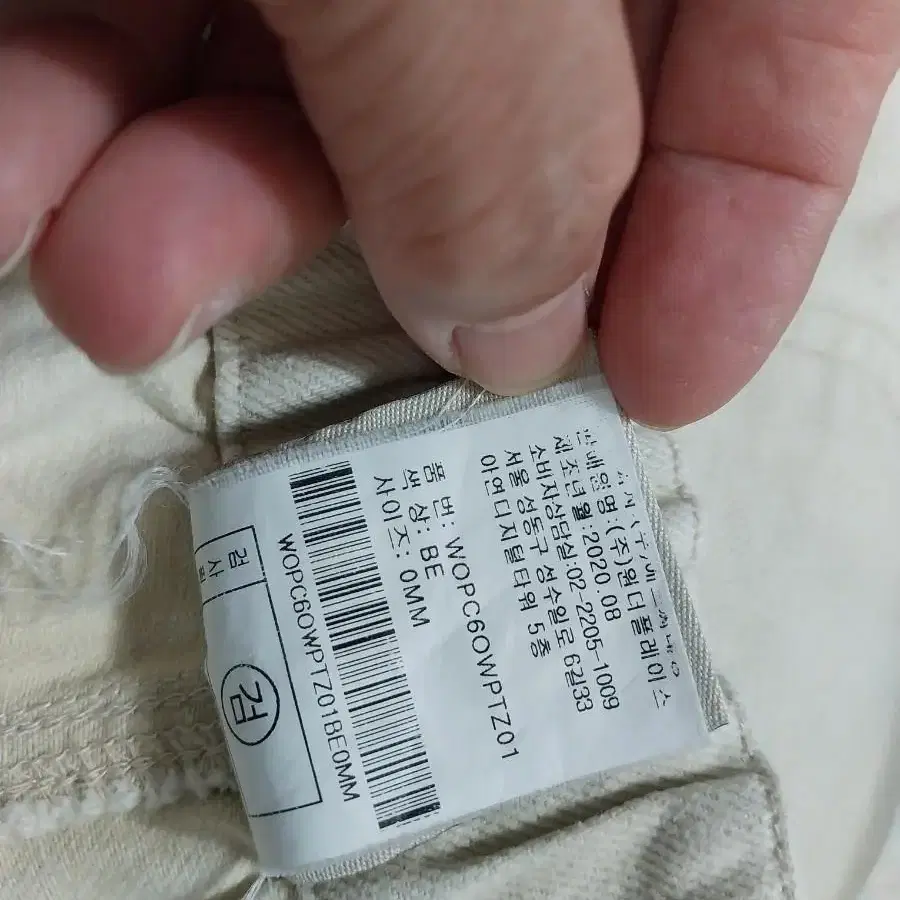 판매원명:(주)원더플레이스
제조년월:2020.08
소비자상담실:02-2205-1009
서울 성동구 성수일로 6길33
아연디지털타워 5층
품 번: WOPC6OWPTZ01
색 상: BE
사이즈: 0MM
WOPC6OWPTZ01BE0MM
검사
검